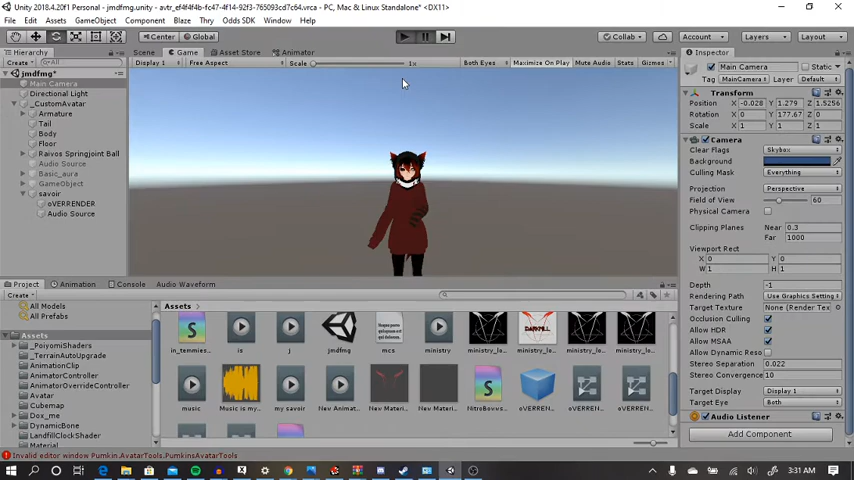 Unity 2018.4.20f1 - jmdfmg.unity - avtr_ef4f4f4b-fc47-4f14-92f3-765093cd7c64.vrca - PC, Mac & Linux Standalone* <DX11>
File Edit Assets GameObject Component Blaze Thry Odds SDK Window Help
Center Global Collab Account Layers Layout
Hierarchy Scene Game Asset Store Animator Inspector
Create All Display 1 Free Aspect Scale 1x Both Eyes Maximize On Play Mute Audio Stats Gizmos
Main Camera Static
jmdfmg*
Tag MainCamera Layer Default
Main Camera
Directional Light
Transform
_CustomAvatar
Position X -0.028 Y 1.279 Z 1.5256
Armature
Rotation X 0 Y 177.67 Z 0
Tail
Scale X 1 Y 1 Z 1
Body
Camera
Floor
Clear Flags Skybox
Raivos Springjoint Ball
Background
Audio Source
Culling Mask Everything
Basic_aura
GameObject
Projection Perspective
savoir
Field of View 60
oVERRENDER
Physical Camera
Audio Source
Clipping Planes Near 0.3
Far 1000
Viewport Rect
X 0 Y 0
W 1 H 1
Depth -1
Rendering Path Use Graphics Setting
Target Texture None (Render Tex
Occlusion Culling
Allow HDR
Allow MSAA
Allow Dynamic Reso
Stereo Separation 0.022
Stereo Convergence 10
Target Display Display 1
Target Eye Both
Audio Listener
Add Component
Project Animation Console Audio Waveform
Create
All Models
All Prefabs
Assets
_PoiyomiShaders
_TerrainAutoUpgrade
AnimationClip
AnimatorController
AnimatorOverrideController
Avatar
Cubemap
Dox_me
DynamicBone
LandfillClockShader
Material
Assets
in_temmies... is j jmdfmg mcs ministry ministry_lo... ministry_lo... ministry_lo... ministry_lo...
DARKMILL
music Music is my... my savoir New Animat... New Materi... New Materi... NitroBowv... oVERREN... oVERREN... oVERREN...
Invalid editor window Pumkin.AvatarTools.PumkinsAvatarTools
3:31 AM